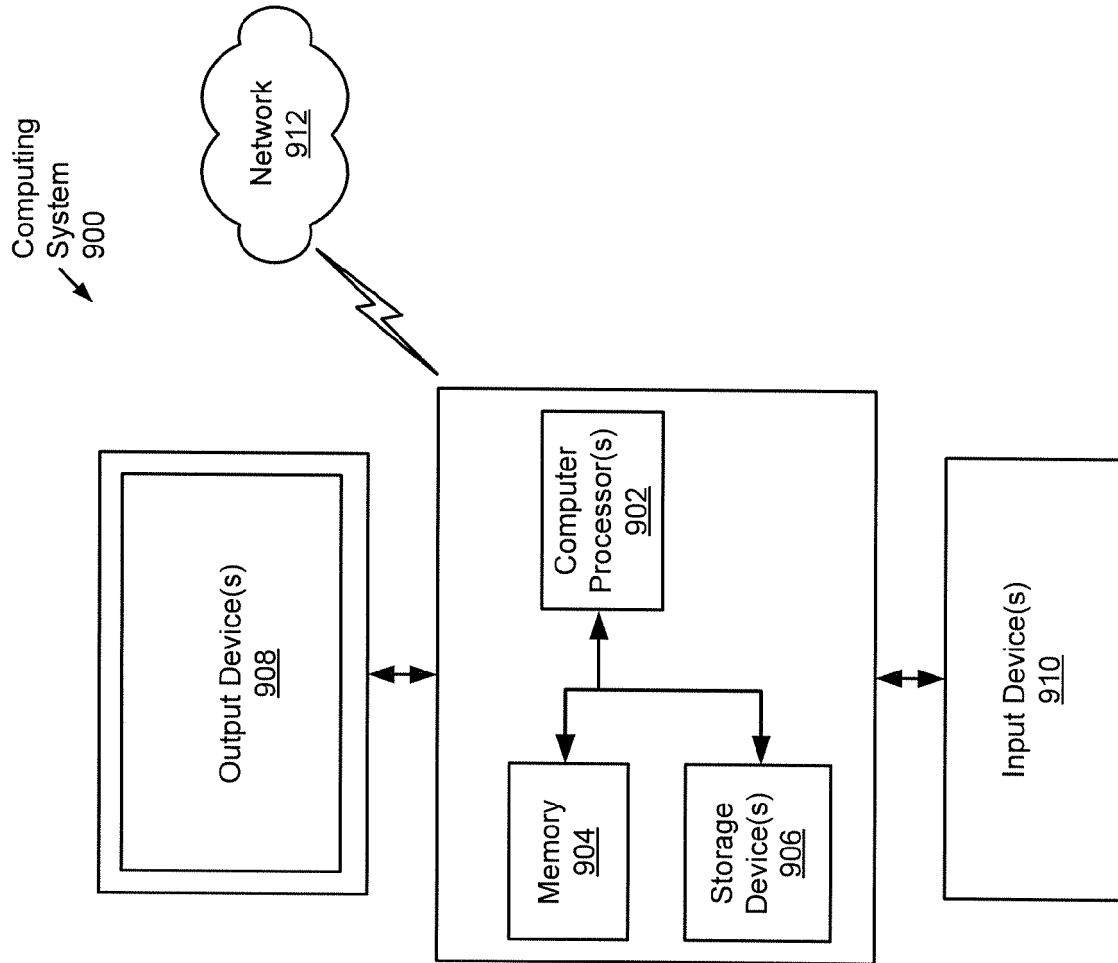 Computing
System
900
Network
912
Output Device(s)
908
Computer
Processor(s)
902
Memory
904
Storage
Device(s)
906
Input Device(s)
910